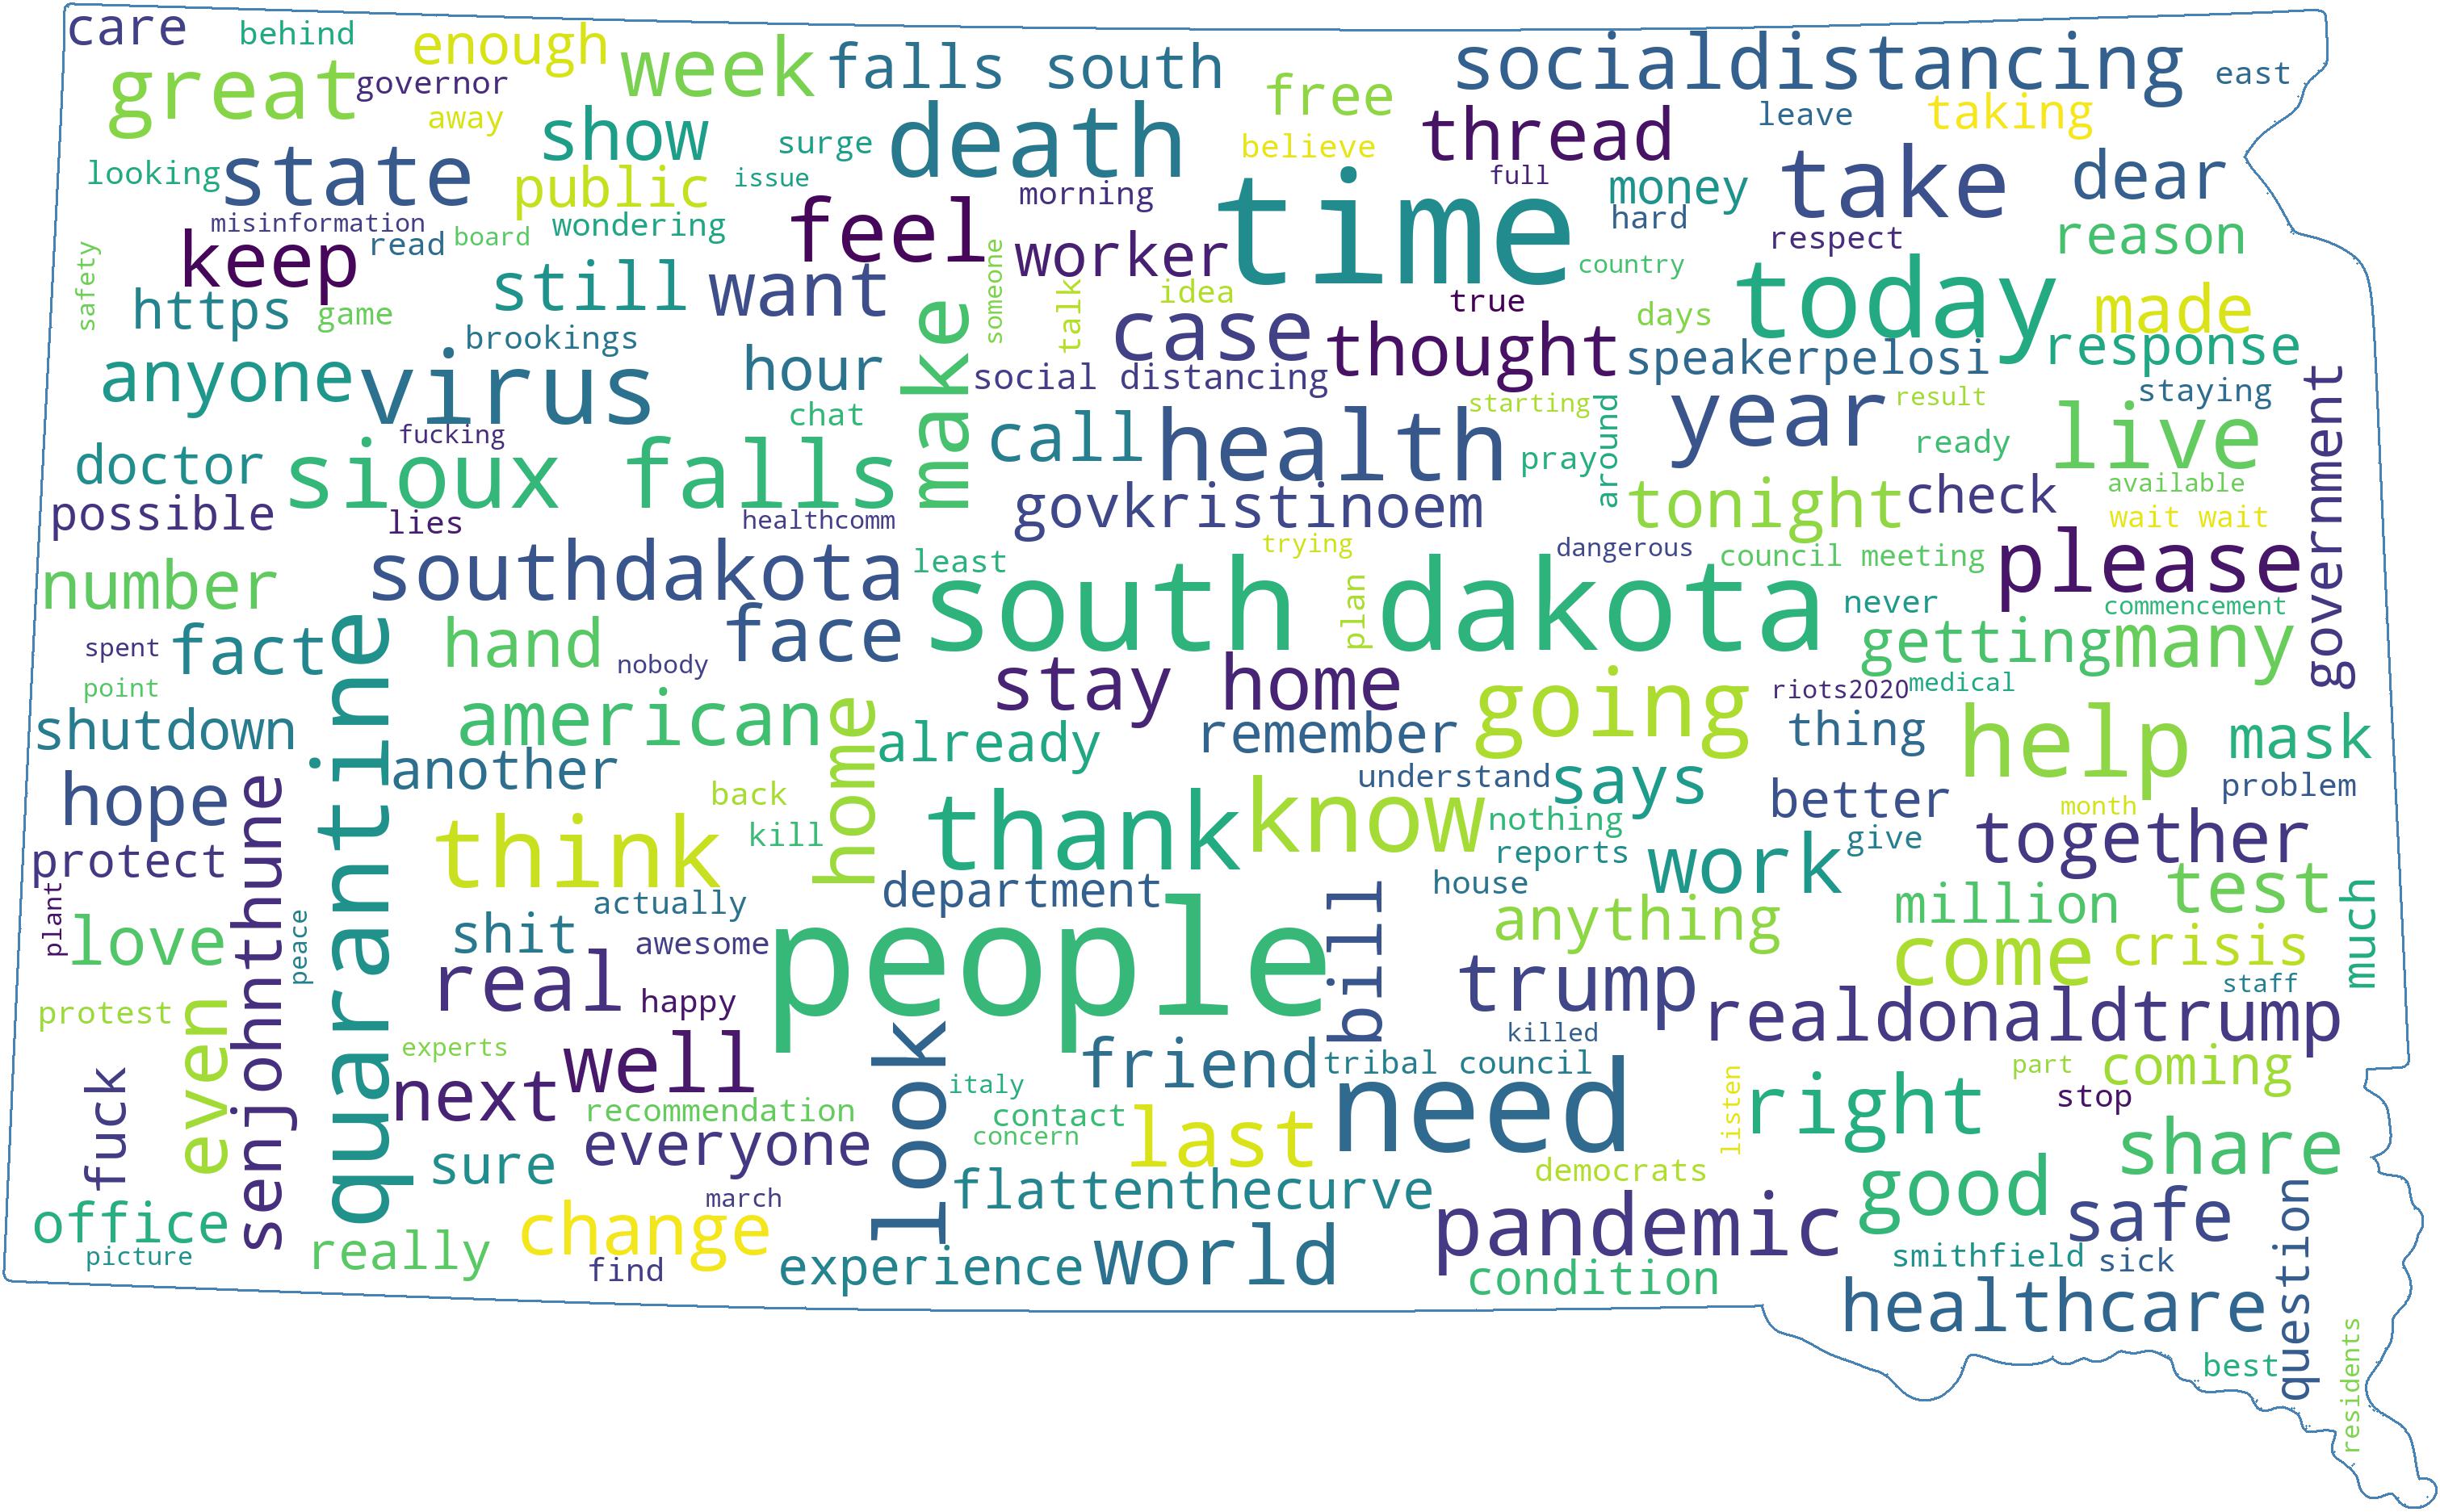 care
behind
enough
week
falls south
socialdistancing
east
great
governor
away
show
surge
death
free
believe
thread
leave
taking
looking
state
public
issue
morning
time
full
money
take
dear
misinformation
keep
read
board
wondering
feel
worker
hard
respect
reason
safety
https
game
still
want
someone
talk
idea
country
true
days
today
made
brookings
make
case
thought
speakerpelosi
response
anyone
virus
hour
social distancing
staying
government
fucking
chat
call
health
starting
around
year
result
live
doctor
sioux falls
pray
ready
possible
lies
healthcomm
govkristinoem
tonight
check
available
wait wait
number
southdakota
least
trying
dangerous
council meeting
please
quarantine
hand
face
south dakota
plan
never
commencement
spent
fact
nobody
getting
many
point
stay home
going
riots2020
medical
shutdown
american
home
already
remember
thing
help
mask
hope
senjohnthune
another
back
understand
says
better
problem
month
think
kill
thank
know
nothing
together
protect
reports
work
give
plant
love
peace
actually
department
house
bill
million
test
much
shit
awesome
people
anything
come
crisis
protest
even
real
happy
trump
staff
realdonaldtrump
look
killed
fuck
experts
well
friend
tribal council
part
coming
next
italy
need
listen
right
stop
recommendation
contact
concern
last
everyone
sure
share
democrats
good
office
march
flattenthecurve
pandemic
safe
question
picture
really
change
find
experience
world
condition
smithfield
sick
healthcare
residents
best